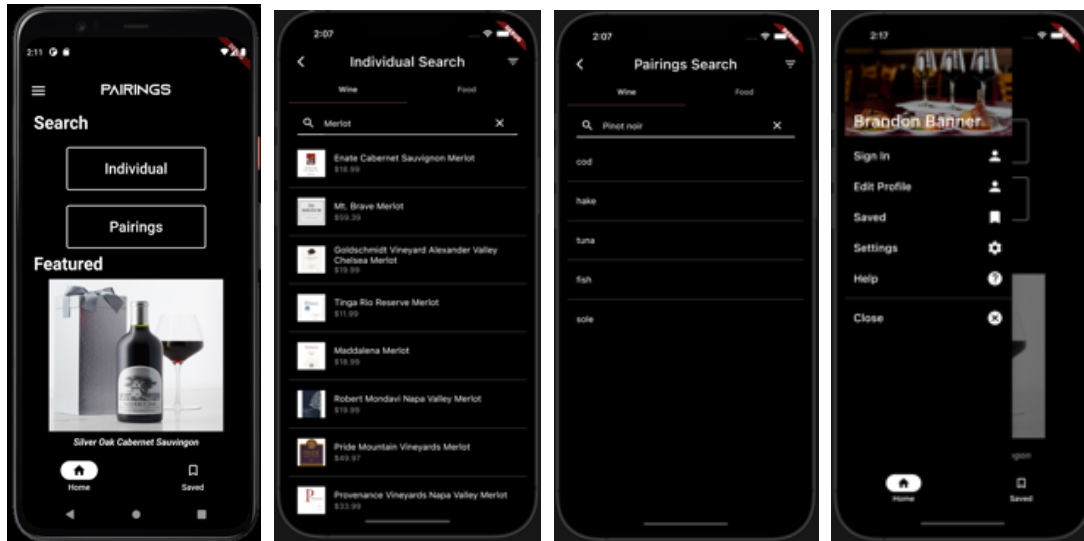 2:11
PAIRINGS
Search
Individual
Pairings
Featured
Silver Oak Cabernet Sauvingon
Home
Saved
2:07
Individual Search
Wine
Food
Merlot
Enate Cabernet Sauvignon Merlot
$18.99
Mt. Brave Merlot
$59.39
Goldschmidt Vineyard Alexander Valley
Chelsea Merlot
$19.99
Tinga Rio Reserve Merlot
$11.99
Maddalena Merlot
$18.99
Robert Mondavi Napa Valley Merlot
$19.99
Pride Mountain Vineyards Merlot
$49.97
Provenance Vineyards Napa Valley Merlot
$33.99
2:07
Pairings Search
Wine
Food
Pinot noir
cod
hake
tuna
fish
sole
2:17
Brandon Banner
Sign In
Edit Profile
Saved
Settings
Help
Close
Home
Saved